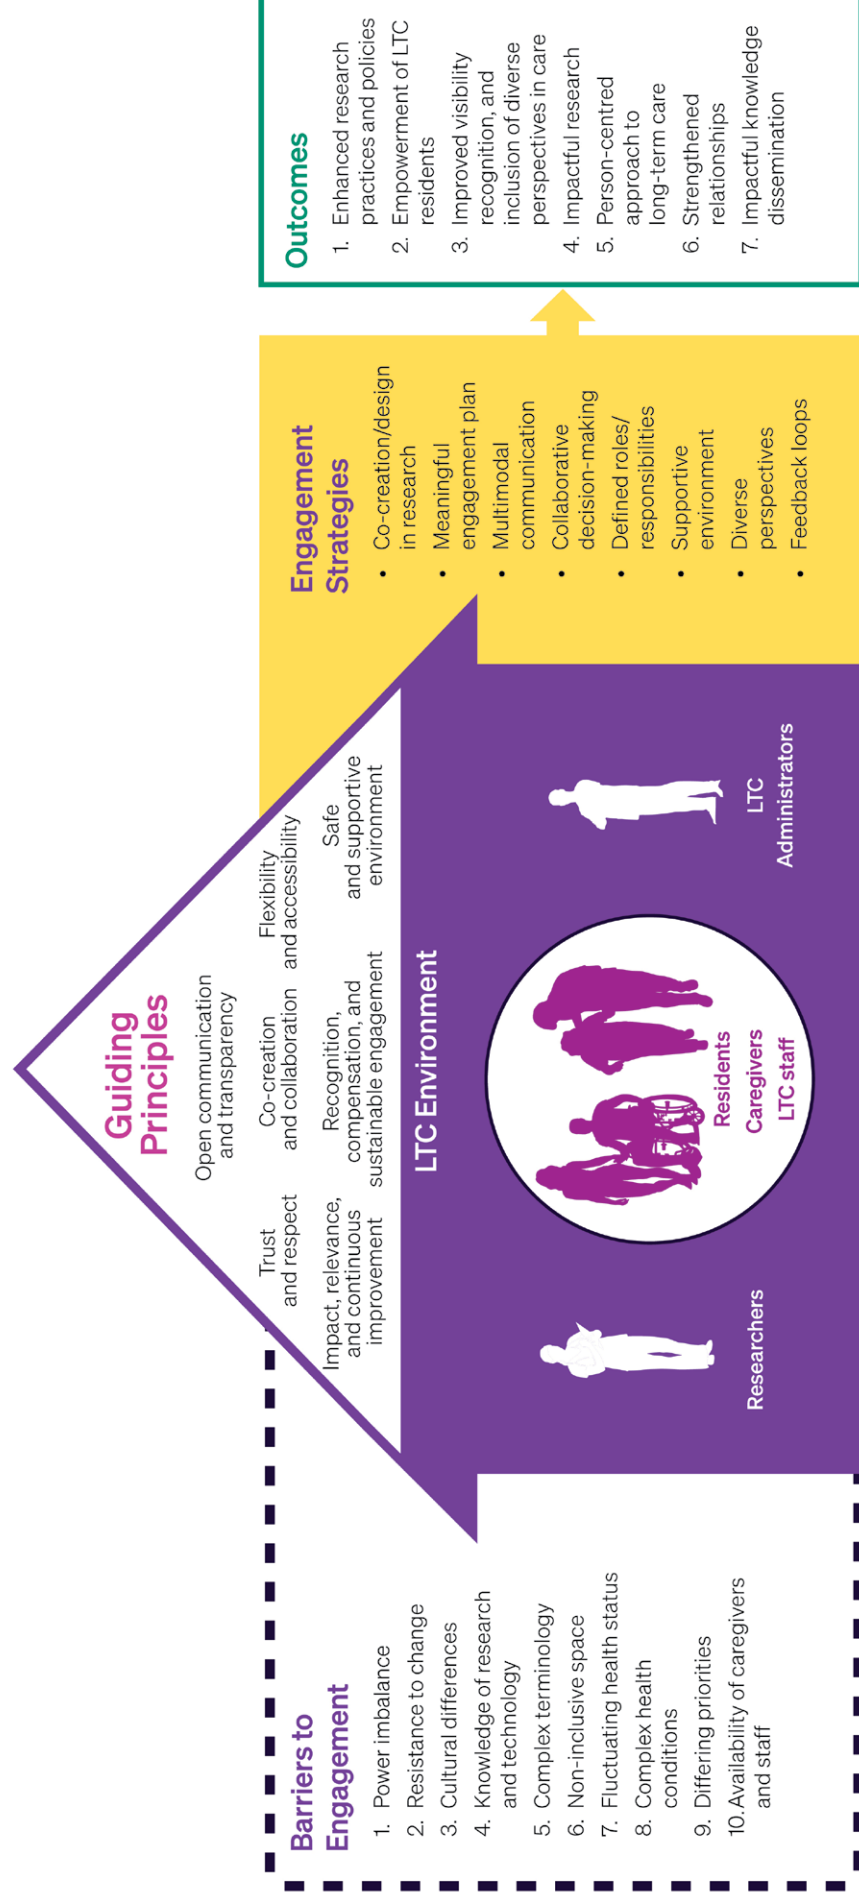 Barriers to
Engagement
1. Power imbalance
2. Resistance to change
3. Cultural differences
4. Knowledge of research
and technology
5. Complex terminology
6. Non-inclusive space
7. Fluctuating health status
8. Complex health
conditions
9. Differing priorities
10. Availability of caregivers
and staff
Guiding
Principles
Open communication
and transparency
Trust
and respect
Co-creation
and collaboration
Flexibility
and accessibility
Impact, relevance,
and continuous
improvement
Recognition,
compensation, and
sustainable engagement
Safe
and supportive
environment
LTC Environment
Researchers
Residents
Caregivers
LTC staff
LTC
Administrators
Engagement
Strategies
• Co-creation/design
in research
• Meaningful
engagement plan
• Multimodal
communication
• Collaborative
decision-making
• Defined roles/
responsibilities
• Supportive
environment
• Diverse
perspectives
• Feedback loops
Outcomes
1. Enhanced research
practices and policies
2. Empowerment of LTC
residents
3. Improved visibility
recognition, and
inclusion of diverse
perspectives in care
4. Impactful research
5. Person-centred
approach to
long-term care
6. Strengthened
relationships
7. Impactful knowledge
dissemination